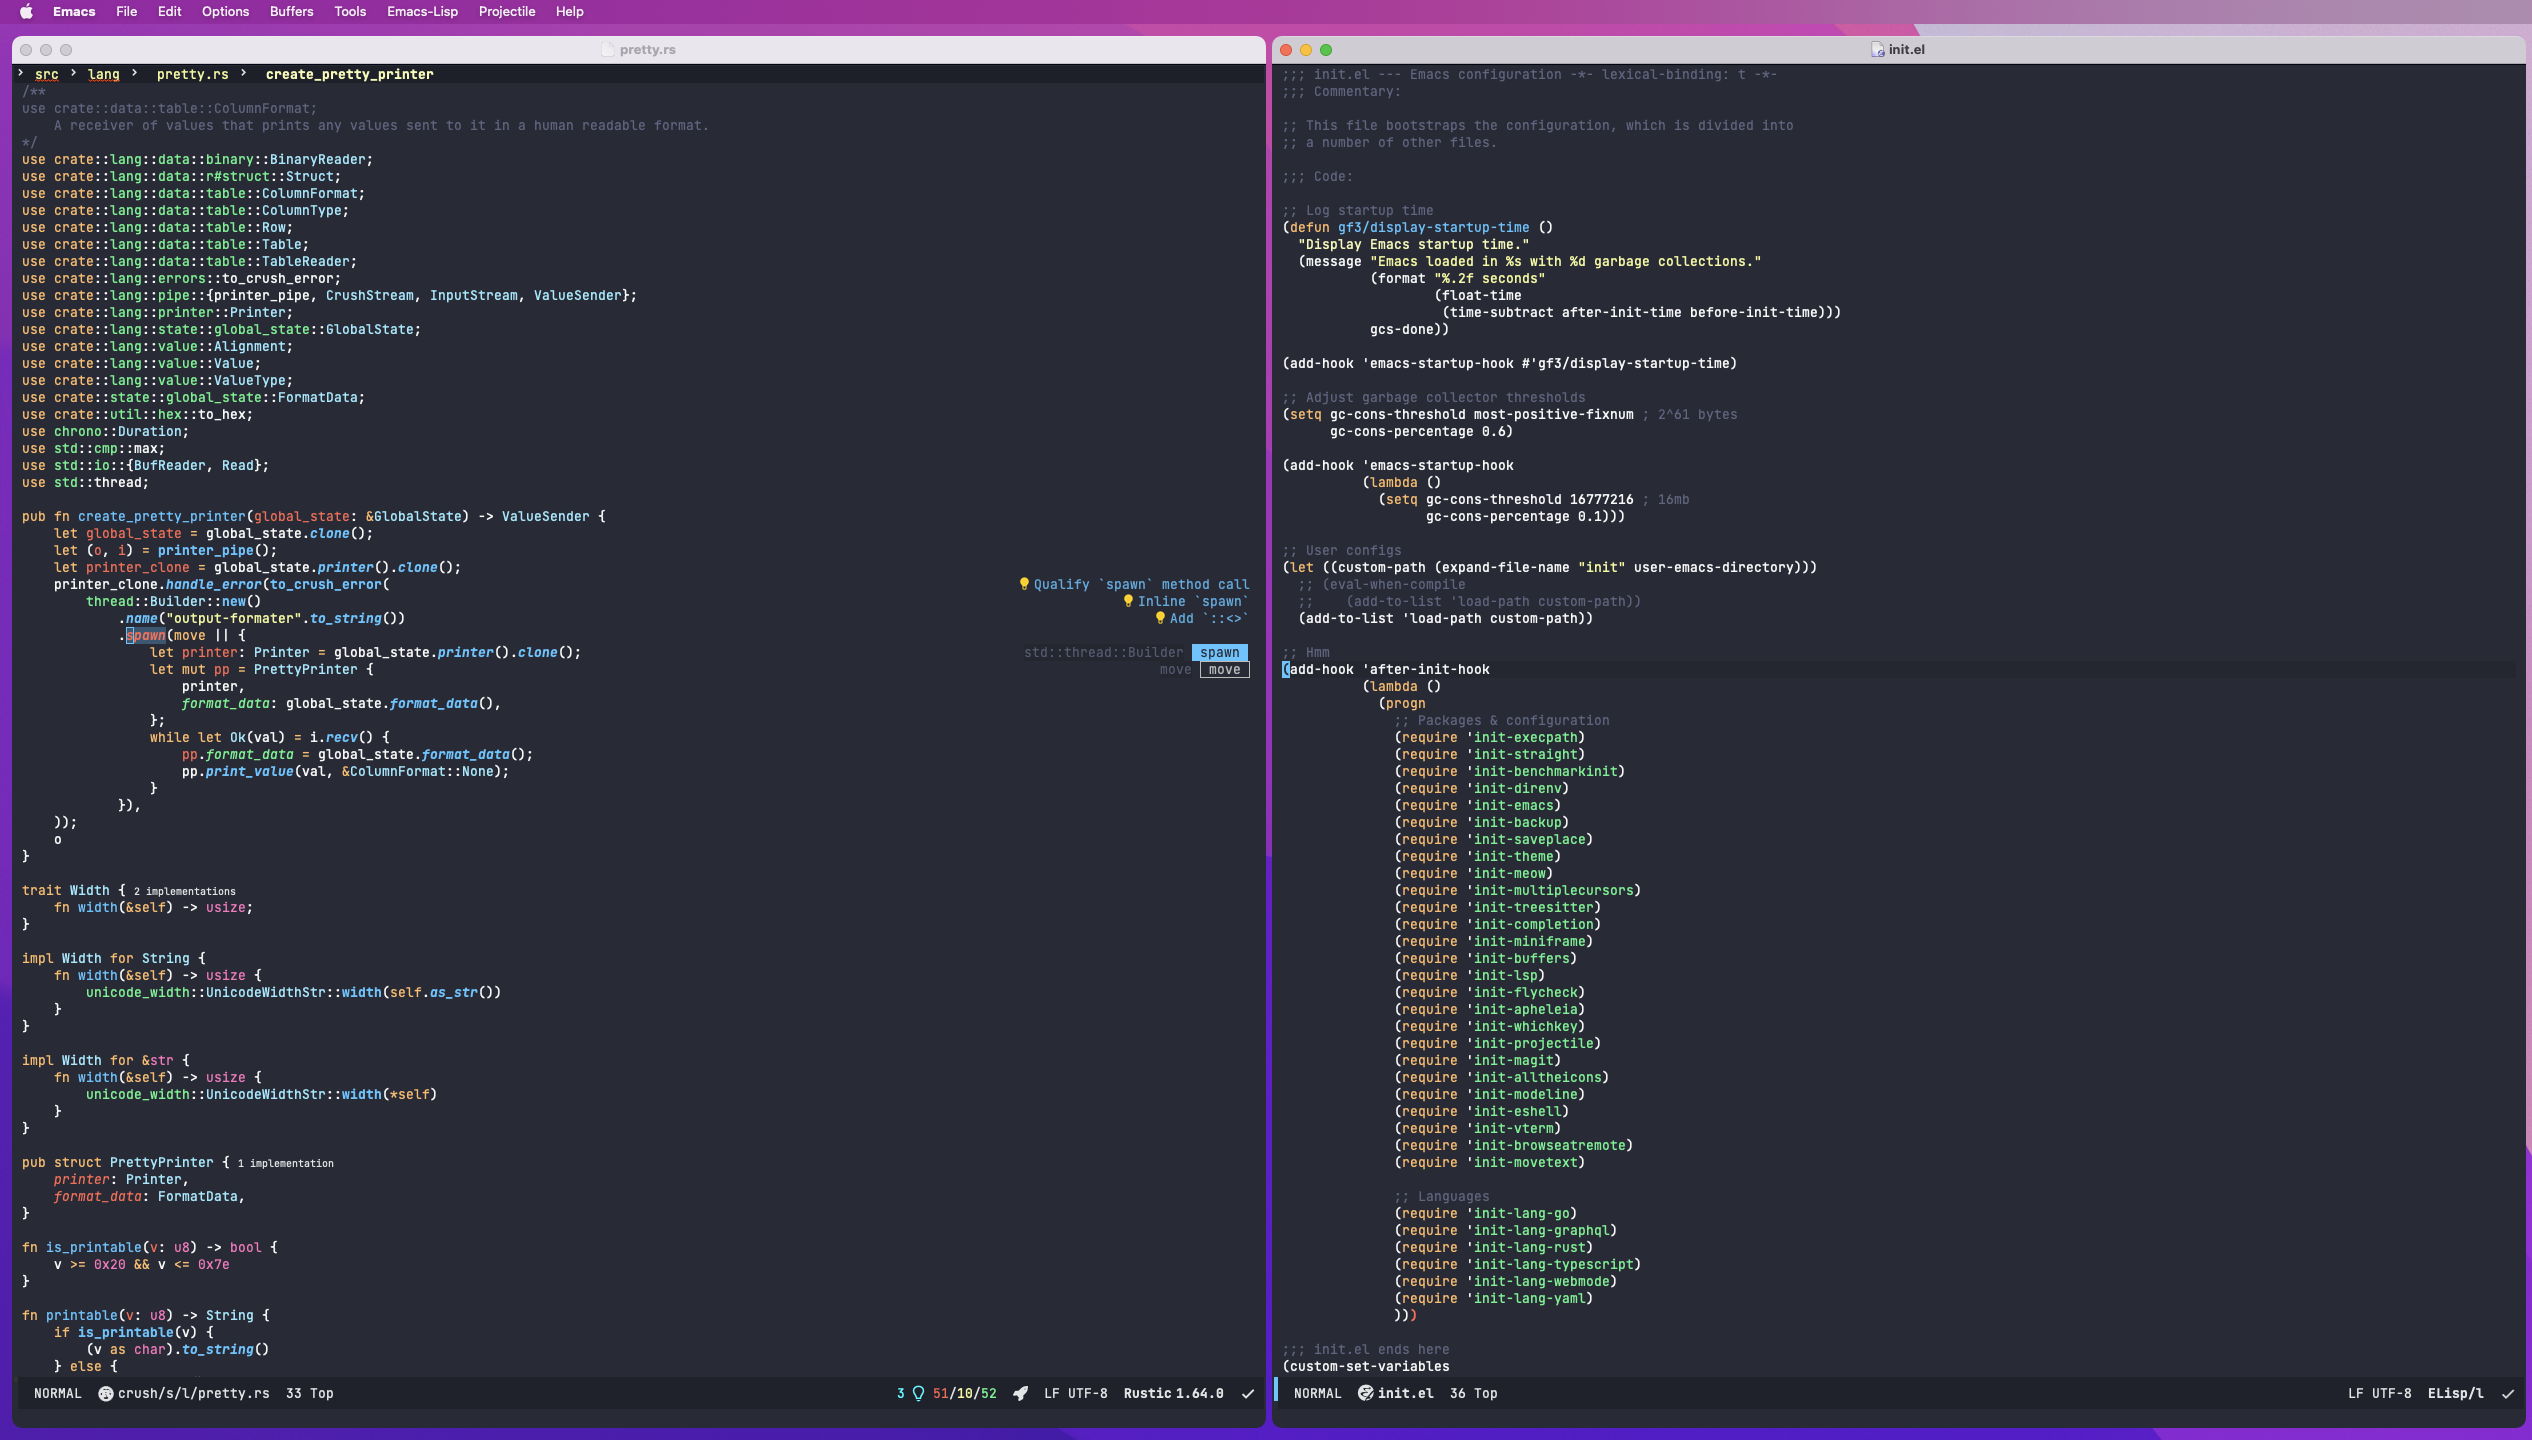 Emacs File Edit Options Buffers Tools Emacs-Lisp Projectile Help
pretty.rs
> src > lang > pretty.rs > create_pretty_printer
/**
use crate::data::table::ColumnFormat;
    A receiver of values that prints any values sent to it in a human readable format.
*/
use crate::lang::data::binary::BinaryReader;
use crate::lang::data::r#struct::Struct;
use crate::lang::data::table::ColumnFormat;
use crate::lang::data::table::ColumnType;
use crate::lang::data::table::Row;
use crate::lang::data::table::Table;
use crate::lang::data::table::TableReader;
use crate::lang::errors::to_crush_error;
use crate::lang::pipe::{printer_pipe, CrushStream, InputStream, ValueSender};
use crate::lang::printer::Printer;
use crate::lang::state::global_state::GlobalState;
use crate::lang::value::Alignment;
use crate::lang::value::Value;
use crate::lang::value::ValueType;
use crate::state::global_state::FormatData;
use crate::util::hex::to_hex;
use chrono::Duration;
use std::cmp::max;
use std::io::{BufReader, Read};
use std::thread;

pub fn create_pretty_printer(global_state: &GlobalState) -> ValueSender {
    let global_state = global_state.clone();
    let (o, i) = printer_pipe();
    let printer_clone = global_state.printer().clone();
    printer_clone.handle_error(to_crush_error(
Qualify `spawn` method call
        thread::Builder::new()
Inline `spawn`
            .name("output-formater".to_string())
Add `::<>`
            .spawn(move || {
                let printer: Printer = global_state.printer().clone();
std::thread::Builder spawn
                let mut pp = PrettyPrinter {
move move
                    printer,
                    format_data: global_state.format_data(),
                };
                while let Ok(val) = i.recv() {
                    pp.format_data = global_state.format_data();
                    pp.print_value(val, &ColumnFormat::None);
                }
            }),
    ));
    o
}

trait Width { 2 implementations
    fn width(&self) -> usize;
}

impl Width for String {
    fn width(&self) -> usize {
        unicode_width::UnicodeWidthStr::width(self.as_str())
    }
}

impl Width for &str {
    fn width(&self) -> usize {
        unicode_width::UnicodeWidthStr::width(*self)
    }
}

pub struct PrettyPrinter { 1 implementation
    printer: Printer,
    format_data: FormatData,
}

fn is_printable(v: u8) -> bool {
    v >= 0x20 && v <= 0x7e
}

fn printable(v: u8) -> String {
    if is_printable(v) {
        (v as char).to_string()
    } else {
NORMAL crush/s/l/pretty.rs 33 Top 3 51/10/52 LF UTF-8 Rustic 1.64.0 ✓
init.el
;;; init.el --- Emacs configuration -*- lexical-binding: t -*-
;;; Commentary:

;; This file bootstraps the configuration, which is divided into
;; a number of other files.

;;; Code:

;; Log startup time
(defun gf3/display-startup-time ()
  "Display Emacs startup time."
  (message "Emacs loaded in %s with %d garbage collections."
           (format "%.2f seconds"
                   (float-time
                    (time-subtract after-init-time before-init-time)))
           gcs-done))

(add-hook 'emacs-startup-hook #'gf3/display-startup-time)

;; Adjust garbage collector thresholds
(setq gc-cons-threshold most-positive-fixnum ; 2^61 bytes
      gc-cons-percentage 0.6)

(add-hook 'emacs-startup-hook
          (lambda ()
            (setq gc-cons-threshold 16777216 ; 16mb
                  gc-cons-percentage 0.1)))

;; User configs
(let ((custom-path (expand-file-name "init" user-emacs-directory)))
  ;; (eval-when-compile
  ;;    (add-to-list 'load-path custom-path))
  (add-to-list 'load-path custom-path))

;; Hmm
(add-hook 'after-init-hook
          (lambda ()
            (progn
              ;; Packages & configuration
              (require 'init-execpath)
              (require 'init-straight)
              (require 'init-benchmarkinit)
              (require 'init-direnv)
              (require 'init-emacs)
              (require 'init-backup)
              (require 'init-saveplace)
              (require 'init-theme)
              (require 'init-meow)
              (require 'init-multiplecursors)
              (require 'init-treesitter)
              (require 'init-completion)
              (require 'init-miniframe)
              (require 'init-buffers)
              (require 'init-lsp)
              (require 'init-flycheck)
              (require 'init-apheleia)
              (require 'init-whichkey)
              (require 'init-projectile)
              (require 'init-magit)
              (require 'init-alltheicons)
              (require 'init-modeline)
              (require 'init-eshell)
              (require 'init-vterm)
              (require 'init-browseatremote)
              (require 'init-movetext)

              ;; Languages
              (require 'init-lang-go)
              (require 'init-lang-graphql)
              (require 'init-lang-rust)
              (require 'init-lang-typescript)
              (require 'init-lang-webmode)
              (require 'init-lang-yaml)
              )))

;;; init.el ends here
(custom-set-variables
NORMAL init.el 36 Top LF UTF-8 ELisp/l ✓